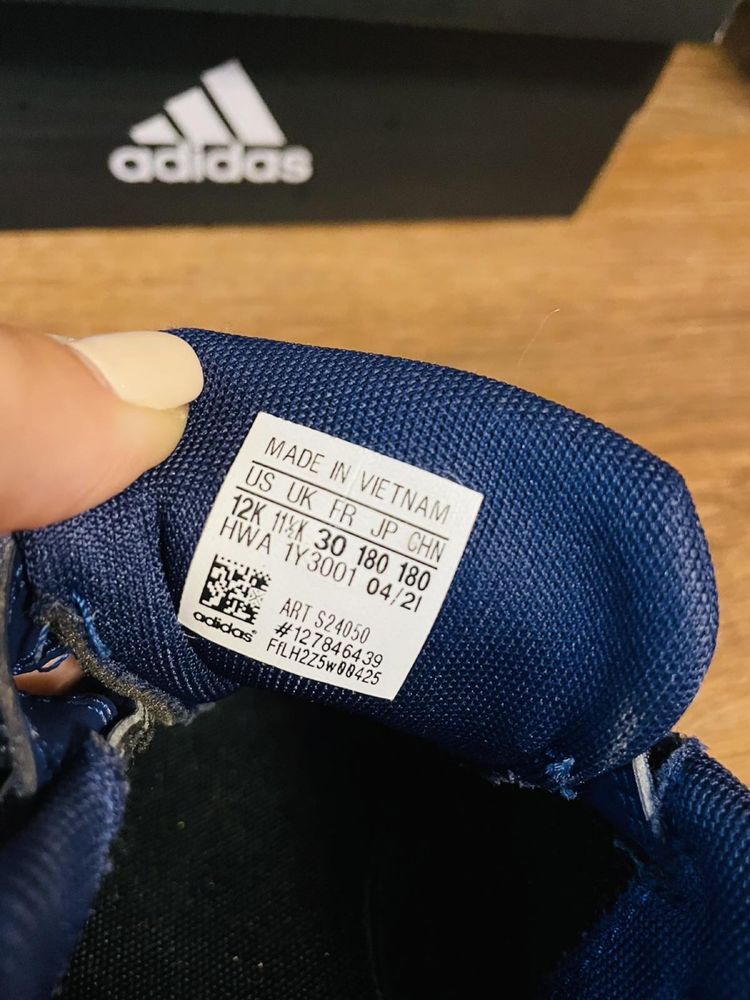 adidas
MADE IN VIETNAM
US UK FR JP CHN
12K 11½K 30 180 180
HWA 1Y3001 04/21
adidas
ART S24050
#127846439
FfLH2Z5w00425